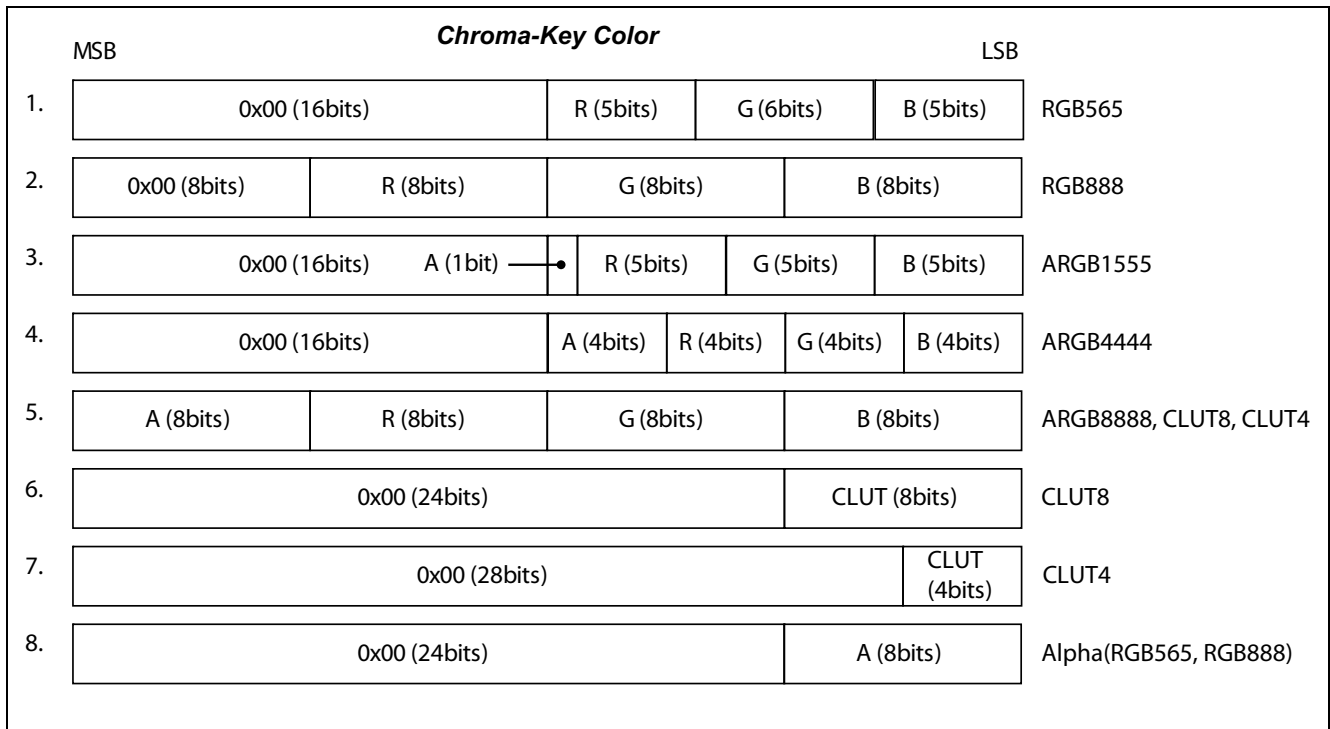 Chroma-Key Color
MSB LSB
1. 0x00 (16bits) R (5bits) G (6bits) B (5bits) RGB565
2. 0x00 (8bits) R (8bits) G (8bits) B (8bits) RGB888
3. 0x00 (16bits) A (1bit) R (5bits) G (5bits) B (5bits) ARGB1555
4. 0x00 (16bits) A (4bits) R (4bits) G (4bits) B (4bits) ARGB4444
5. A (8bits) R (8bits) G (8bits) B (8bits) ARGB8888, CLUT8, CLUT4
6. 0x00 (24bits) CLUT (8bits) CLUT8
7. 0x00 (28bits) CLUT (4bits) CLUT4
8. 0x00 (24bits) A (8bits) Alpha(RGB565, RGB888)